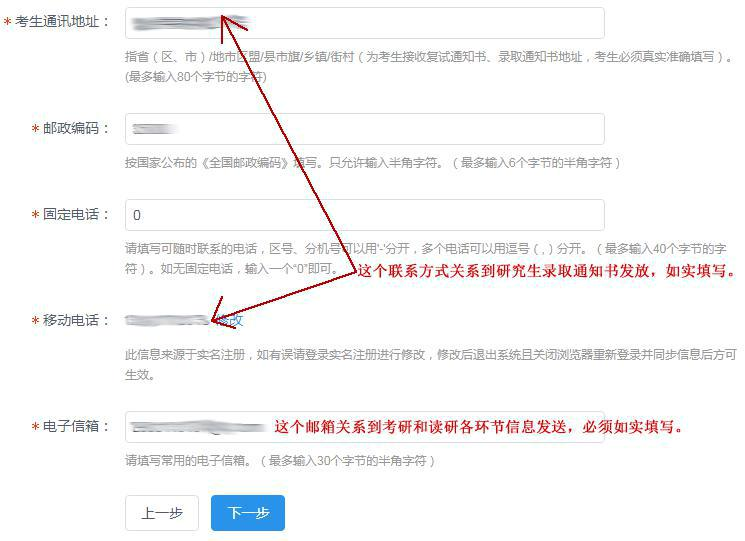 * 考生通讯地址：
指省（区、市）/地市区盟/县市旗/乡镇/街村（为考生接收复试通知书、录取通知书地址，考生必须真实准确填写）。
(最多输入80个字节的字符)
* 邮政编码：
按国家公布的《全国邮政编码》填写。只允许输入半角字符。（最多输入6个字节的半角字符）
* 固定电话：
0
请填写可随时联系的电话，区号、分机号可以用'-'分开，多个电话可以用逗号（,）分开。（最多输入40个字节的字
符）。如无固定电话，输入一个“0”即可。
这个联系方式关系到研究生录取通知书发放，如实填写。
* 移动电话：
修改
此信息来源于实名注册，如有误请登录实名注册进行修改，修改后退出系统且关闭浏览器重新登录并同步信息后方可
生效。
* 电子信箱：
这个邮箱关系到考研和读研各环节信息发送，必须如实填写。
请填写常用的电子信箱。（最多输入30个字节的半角字符）
上一步
下一步